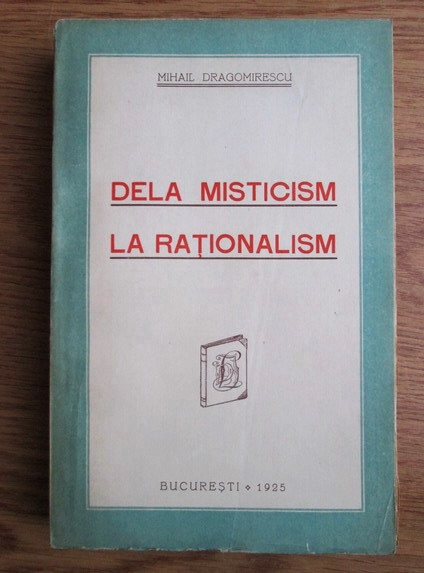 MIHAIL DRAGOMIRESCU
DELA MISTICISM
LA RAȚIONALISM
BUCUREȘTI ⋄ 1925